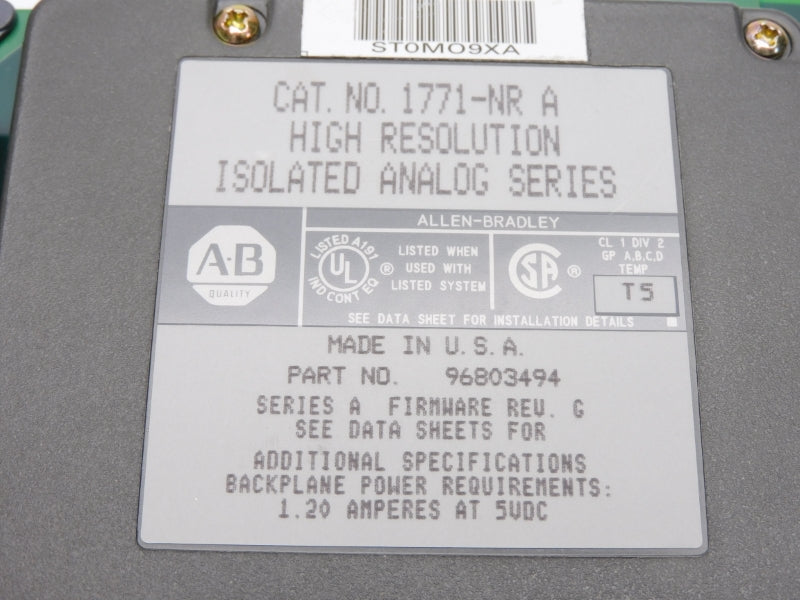 ST0MO9XA
CAT. NO. 1771-NR A
HIGH RESOLUTION
ISOLATED ANALOG SERIES
ALLEN-BRADLEY
A·B
QUALITY
LISTED A191
UL ®
IND CONT EQ
LISTED WHEN
USED WITH
LISTED SYSTEM
SA ®
CL 1 DIV 2
GP A,B,C,D
TEMP
T5
SEE DATA SHEET FOR INSTALLATION DETAILS
MADE IN U.S.A.
PART NO. 96803494
SERIES A FIRMWARE REV. G
SEE DATA SHEETS FOR
ADDITIONAL SPECIFICATIONS
BACKPLANE POWER REQUIREMENTS:
1.20 AMPERES AT 5VDC